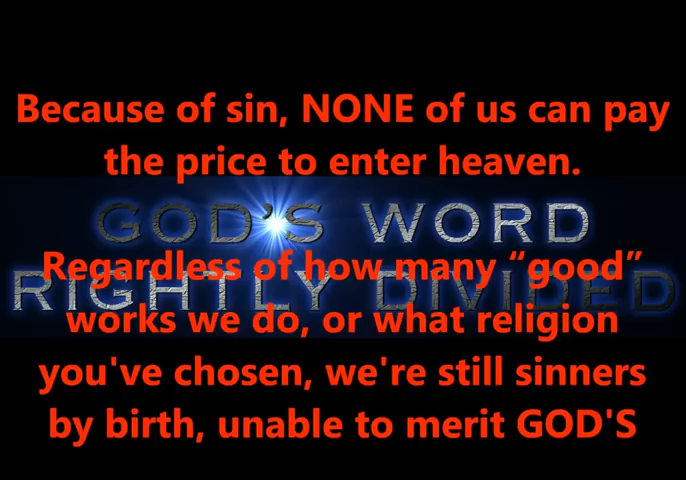 Because of sin, NONE of us can pay
the price to enter heaven.
GOD'S WORD
Regardless of how many “good”
RIGHTLY DIVIDED
works we do, or what religion
you've chosen, we're still sinners
by birth, unable to merit GOD'S